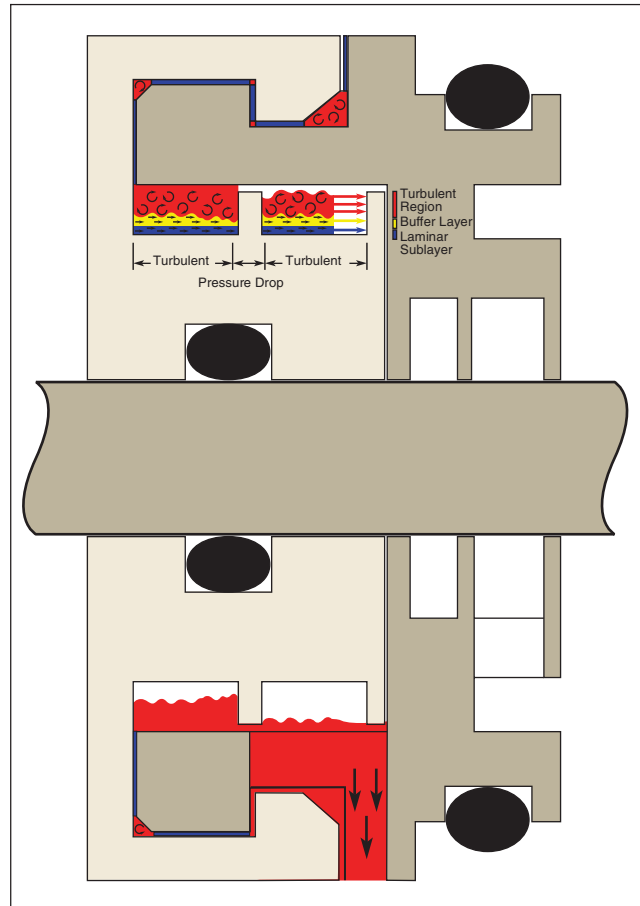 Turbulent
Region
Buffer Layer
Laminar
Sublayer
Turbulent
Turbulent
Pressure Drop